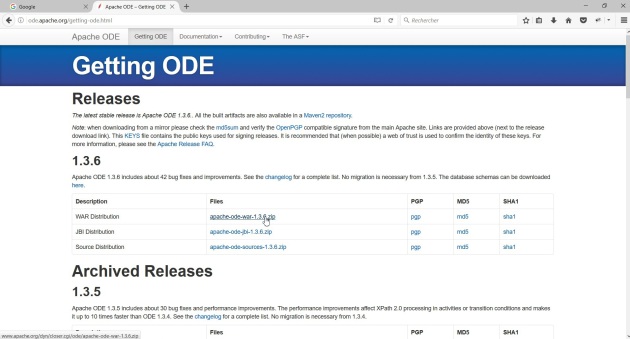 Google
Apache ODE – Getting ODE
ode.apache.org/getting-ode.html
Rechercher
Apache ODE
Getting ODE
Documentation
Contributing
The ASF
Getting ODE
Releases
The latest stable release is Apache ODE 1.3.6.. All the built artifacts are also available in a Maven2 repository.
Note: when downloading from a mirror please check the md5sum and verify the OpenPGP compatible signature from the main Apache site. Links are provided above (next to the release
download link). This KEYS file contains the public keys used for signing releases. It is recommended that (when possible) a web of trust is used to confirm the identity of these keys. For
more information, please see the Apache Release FAQ.
1.3.6
Apache ODE 1.3.6 includes about 42 bug fixes and improvements. See the changelog for a complete list. No migration is necessary from 1.3.5. The database schemas can be downloaded
here.
Description Files PGP MD5 SHA1
WAR Distribution apache-ode-war-1.3.6.zip pgp md5 sha1
JBI Distribution apache-ode-jbi-1.3.6.zip pgp md5 sha1
Source Distribution apache-ode-sources-1.3.6.zip pgp md5 sha1
Archived Releases
1.3.5
Apache ODE 1.3.5 includes about 30 bug fixes and performance improvements. The performance improvements affect XPath 2.0 processing in activities or transition conditions and makes
it up to 10 times faster than ODE 1.3.4. See the changelog for a complete list. No migration is necessary from 1.3.4.
Files PGP MD5 SHA1
www.apache.org/dyn/closer.cgi/ode/apache-ode-war-1.3.6.zip